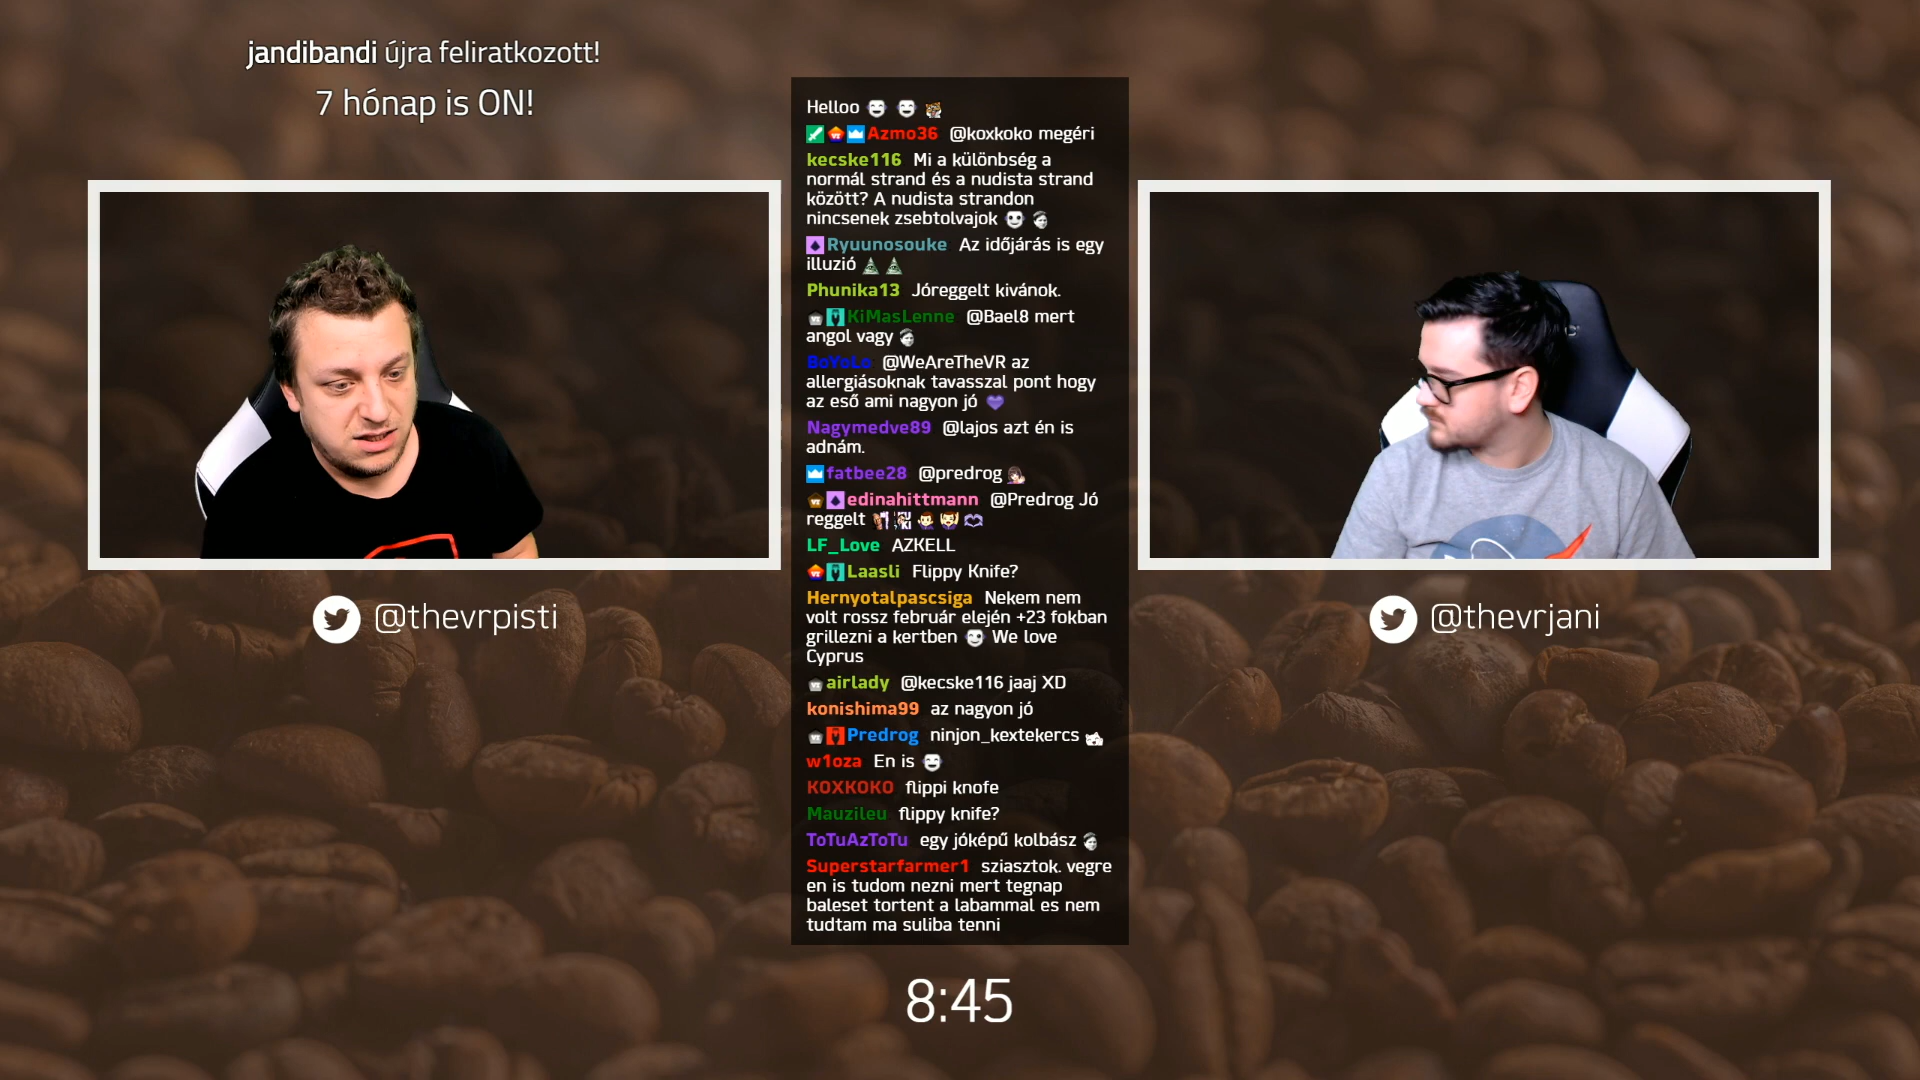 jandibandi újra feliratkozott!
7 hónap is ON!
Helloo
Azmo36 @koxkoko megéri
kecske116 Mi a különbség a
normál strand és a nudista strand
között? A nudista strandon
nincsenek zsebtolvajok
Ryuunosouke Az időjárás is egy
illuzió
Phunika13 Jóreggelt kivánok.
KiMasLenne @Bael8 mert
angol vagy
BoYoLo @WeAreTheVR az
allergiásoknak tavasszal pont hogy
az eső ami nagyon jó
Nagymedve89 @lajos azt én is
adnám.
fatbee28 @predrog
edinahittmann @Predrog Jó
reggelt
LF_Love AZKELL
Laasli Flippy Knife?
Hernyotalpascsiga Nekem nem
volt rossz február elején +23 fokban
grillezni a kertben We love
Cyprus
airlady @kecske116 jaaj XD
konishima99 az nagyon jó
Predrog ninjon_kextekercs
w1oza En is
KOXKOKO flippi knofe
Mauzileu flippy knife?
ToTuAzToTu egy jóképű kolbász
Superstarfarmer1 sziasztok. vegre
en is tudom nezni mert tegnap
baleset tortent a labammal es nem
tudtam ma suliba tenni
@thevrpisti
@thevrjani
8:45